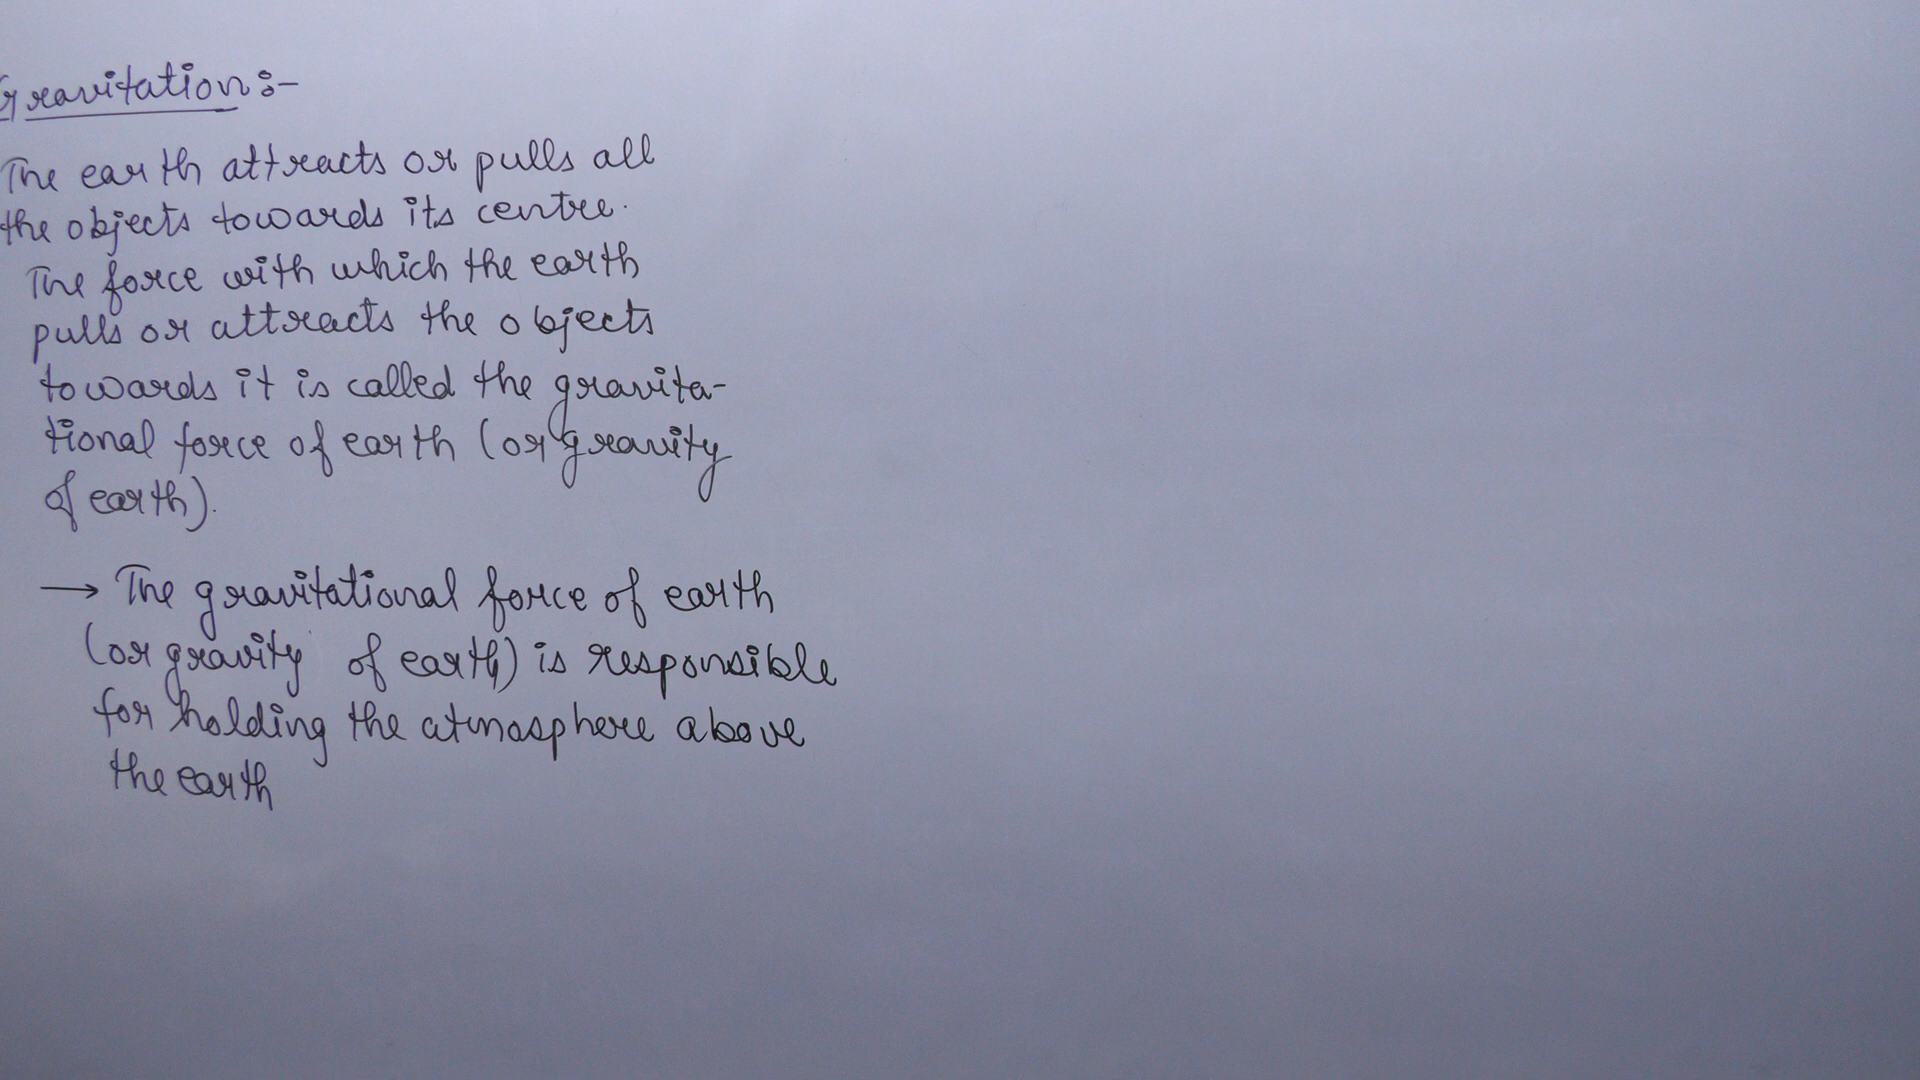 Gravitation:-
The earth attracts or pulls all
the objects towards its centre.
The force with which the earth
pulls or attracts the objects
towards it is called the gravita-
tional force of earth (or gravity
of earth).
→ The gravitational force of earth
(or gravity of earth) is responsible
for holding the atmosphere above
the earth